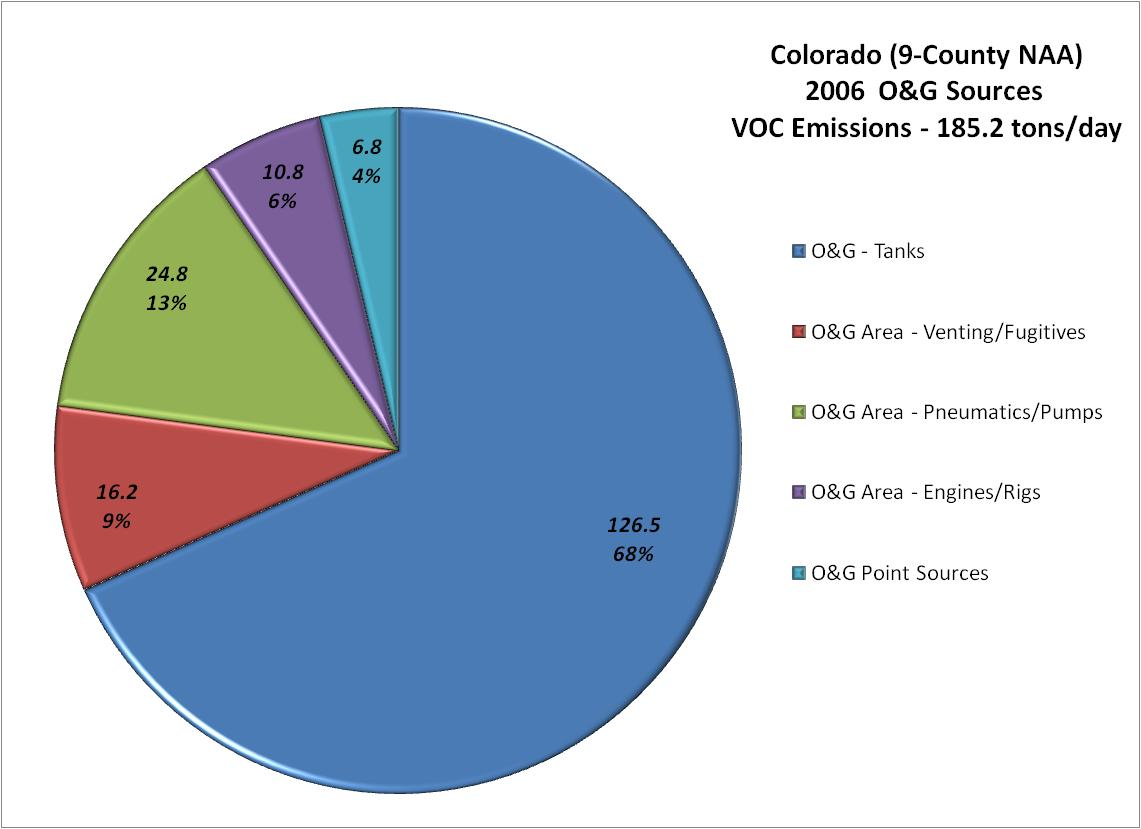 Colorado (9-County NAA)
2006 O&G Sources
VOC Emissions - 185.2 tons/day
6.8
4%
10.8
6%
24.8
13%
16.2
9%
126.5
68%
O&G - Tanks
O&G Area - Venting/Fugitives
O&G Area - Pneumatics/Pumps
O&G Area - Engines/Rigs
O&G Point Sources